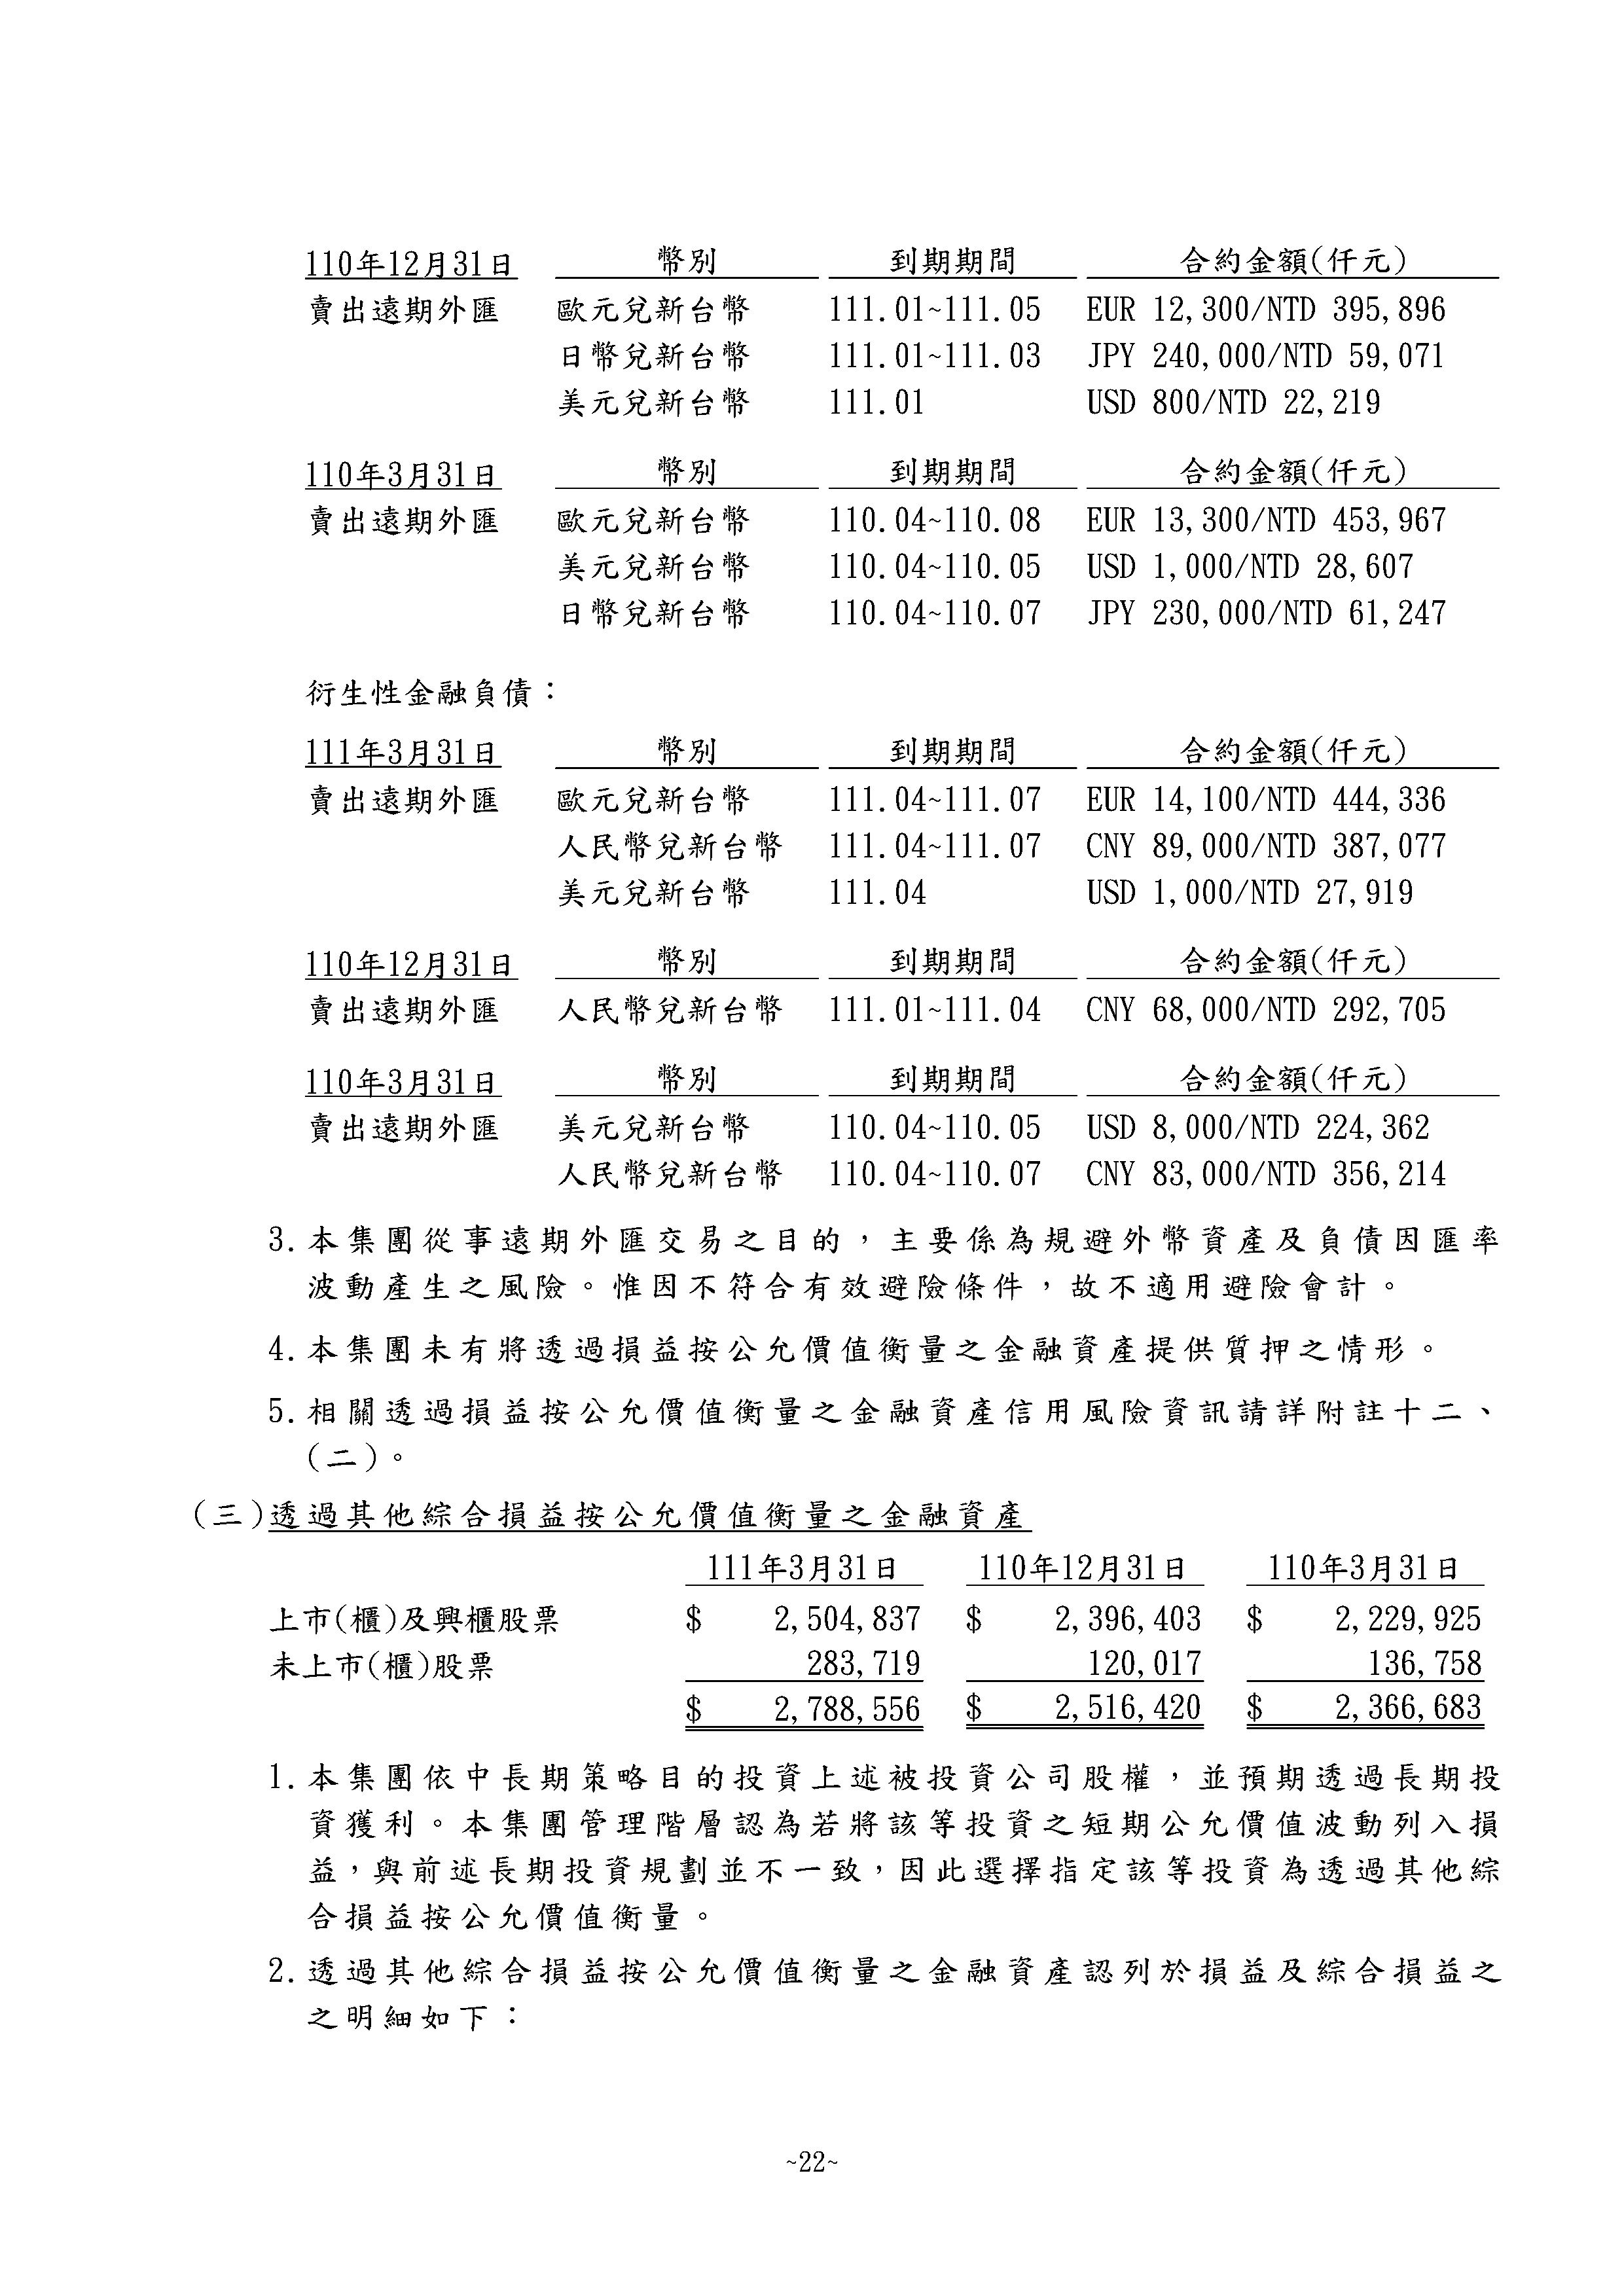 110年12月31日 幣別 到期期間 合約金額(仟元)
賣出遠期外匯 歐元兌新台幣 111.01~111.05 EUR 12,300/NTD 395,896
日幣兌新台幣 111.01~111.03 JPY 240,000/NTD 59,071
美元兌新台幣 111.01 USD 800/NTD 22,219
110年3月31日 幣別 到期期間 合約金額(仟元)
賣出遠期外匯 歐元兌新台幣 110.04~110.08 EUR 13,300/NTD 453,967
美元兌新台幣 110.04~110.05 USD 1,000/NTD 28,607
日幣兌新台幣 110.04~110.07 JPY 230,000/NTD 61,247
衍生性金融負債：
111年3月31日 幣別 到期期間 合約金額(仟元)
賣出遠期外匯 歐元兌新台幣 111.04~111.07 EUR 14,100/NTD 444,336
人民幣兌新台幣 111.04~111.07 CNY 89,000/NTD 387,077
美元兌新台幣 111.04 USD 1,000/NTD 27,919
110年12月31日 幣別 到期期間 合約金額(仟元)
賣出遠期外匯 人民幣兌新台幣 111.01~111.04 CNY 68,000/NTD 292,705
110年3月31日 幣別 到期期間 合約金額(仟元)
賣出遠期外匯 美元兌新台幣 110.04~110.05 USD 8,000/NTD 224,362
人民幣兌新台幣 110.04~110.07 CNY 83,000/NTD 356,214
3.本集團從事遠期外匯交易之目的，主要係為規避外幣資產及負債因匯率
波動產生之風險。惟因不符合有效避險條件，故不適用避險會計。
4.本集團未有將透過損益按公允價值衡量之金融資產提供質押之情形。
5.相關透過損益按公允價值衡量之金融資產信用風險資訊請詳附註十二、
(二)。
(三)透過其他綜合損益按公允價值衡量之金融資產
111年3月31日 110年12月31日 110年3月31日
上市(櫃)及興櫃股票 $ 2,504,837 $ 2,396,403 $ 2,229,925
未上市(櫃)股票 283,719 120,017 136,758
$ 2,788,556 $ 2,516,420 $ 2,366,683
1.本集團依中長期策略目的投資上述被投資公司股權，並預期透過長期投
資獲利。本集團管理階層認為若將該等投資之短期公允價值波動列入損
益，與前述長期投資規劃並不一致，因此選擇指定該等投資為透過其他綜
合損益按公允價值衡量。
2.透過其他綜合損益按公允價值衡量之金融資產認列於損益及綜合損益之
之明細如下：
~22~